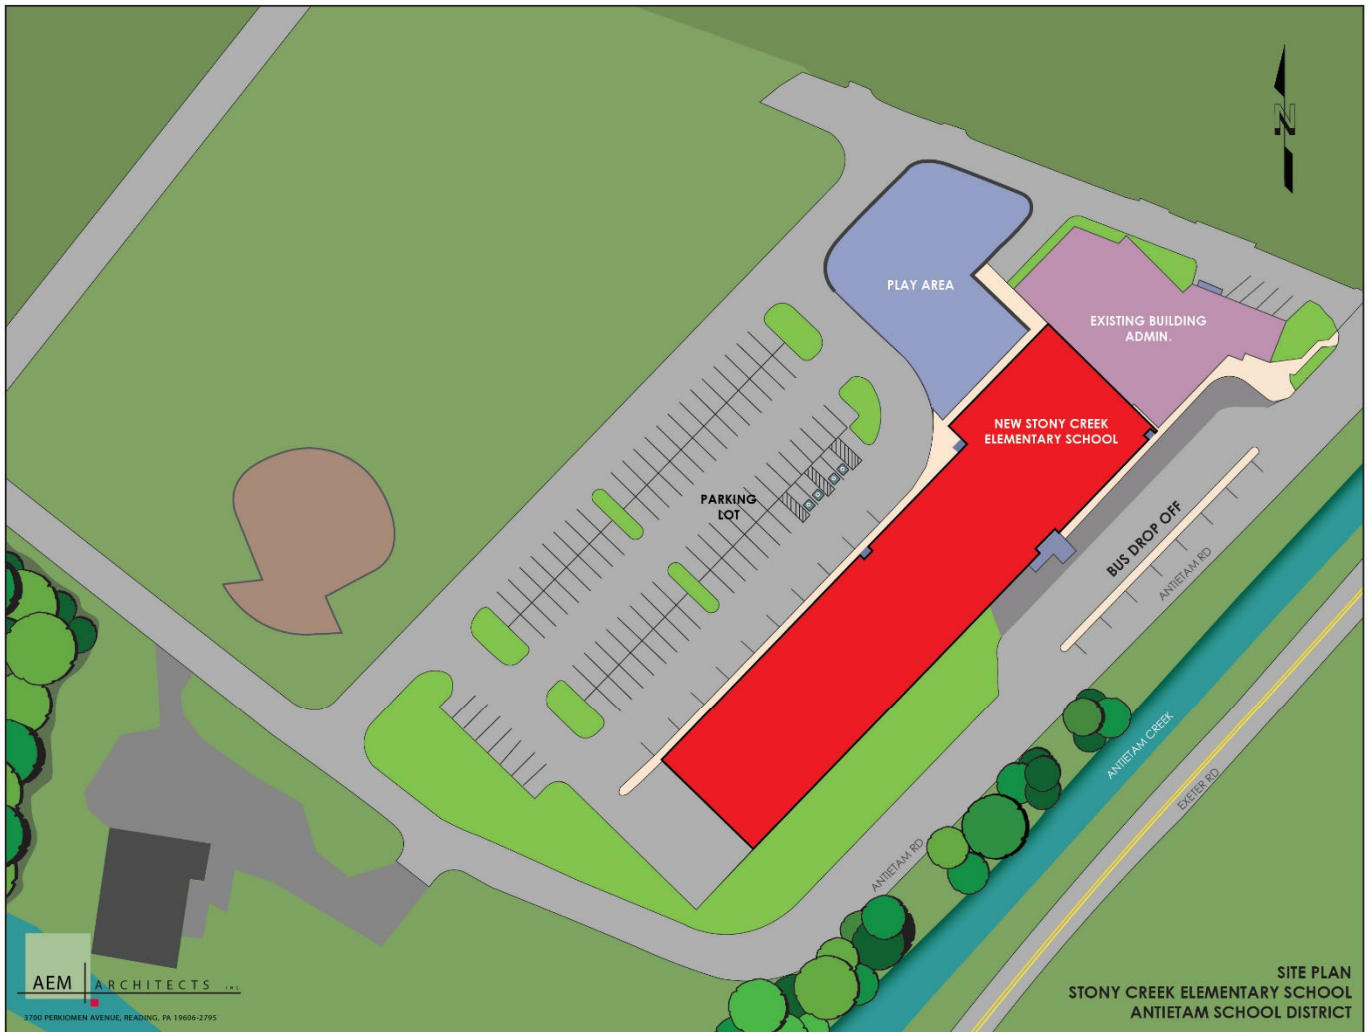 N
PLAY AREA
EXISTING BUILDING
ADMIN.
NEW STONY CREEK
ELEMENTARY SCHOOL
PARKING
LOT
BUS DROP OFF
ANTIETAM RD
ANTIETAM CREEK
EXETER RD
ANTIETAM RD
AEM ARCHITECTS INC.
3700 PERKIOMEN AVENUE, READING, PA 19606-2795
SITE PLAN
STONY CREEK ELEMENTARY SCHOOL
ANTIETAM SCHOOL DISTRICT